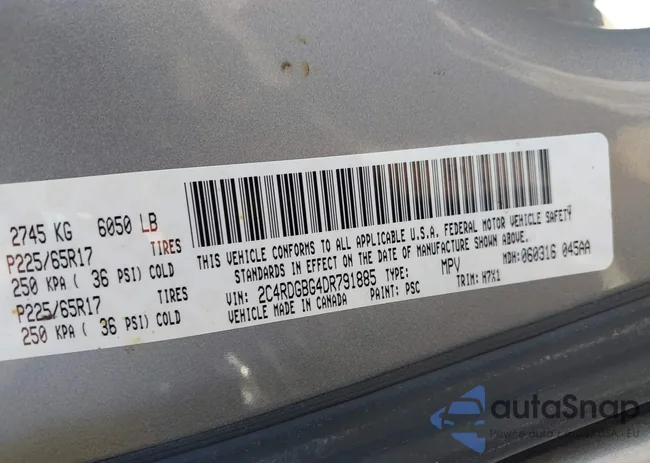 2745 KG 6050 LB
P225/65R17 TIRES
250 KPA ( 36 PSI) COLD
P225/65R17 TIRES
250 KPA ( 36 PSI) COLD
THIS VEHICLE CONFORMS TO ALL APPLICABLE U.S.A. FEDERAL MOTOR VEHICLE SAFETY
STANDARDS IN EFFECT ON THE DATE OF MANUFACTURE SHOWN ABOVE.
VIN: 2C4RDGBG4DR791885 TYPE: MPV MDH: 060316 045AA
VEHICLE MADE IN CANADA PAINT: PSC TRIM: H7X1
autaSnap